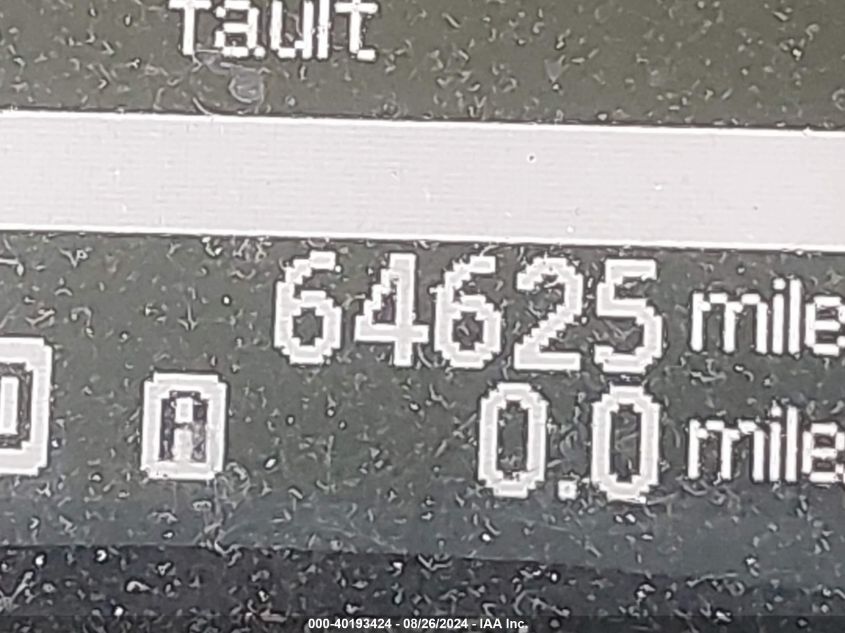 fault
64625 mile
A
0.0 mile
000-40193424 - 08/26/2024 - IAA Inc.